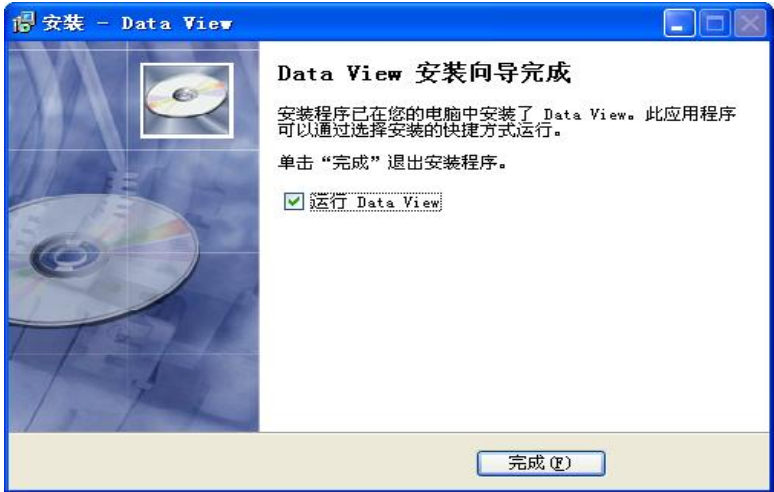 安装 - Data View
Data View 安装向导完成
安装程序已在您的电脑中安装了 Data View。此应用程序
可以通过选择安装的快捷方式运行。
单击“完成”退出安装程序。
运行 Data View
完成(F)